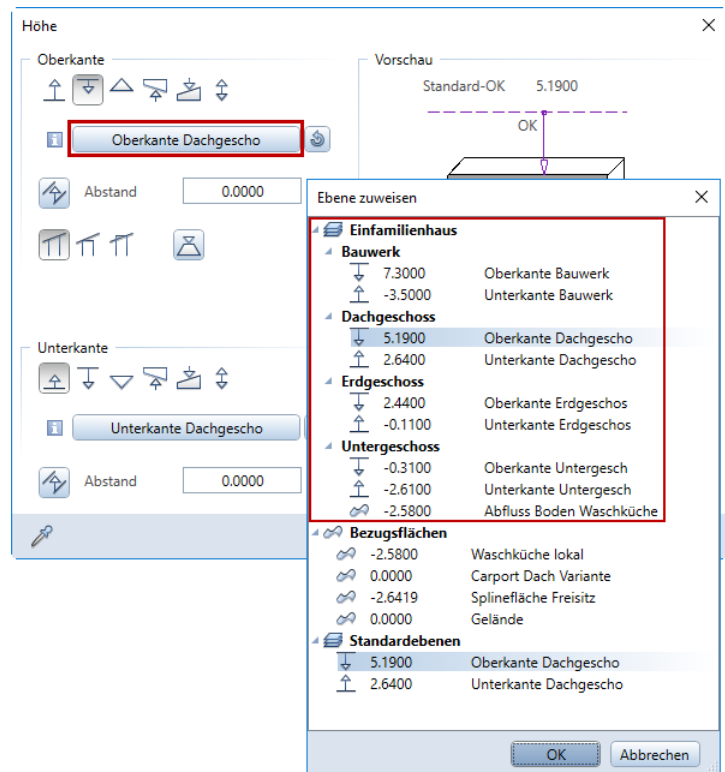 Höhe
Oberkante
Oberkante Dachgescho
Abstand 0.0000
Unterkante
Unterkante Dachgescho
Abstand 0.0000
Vorschau
Standard-OK 5.1900
OK
Ebene zuweisen
Einfamilienhaus
Bauwerk
7.3000 Oberkante Bauwerk
-3.5000 Unterkante Bauwerk
Dachgeschoss
5.1900 Oberkante Dachgescho
2.6400 Unterkante Dachgescho
Erdgeschoss
2.4400 Oberkante Erdgeschos
-0.1100 Unterkante Erdgeschos
Untergeschoss
-0.3100 Oberkante Untergesch
-2.6100 Unterkante Untergesch
-2.5800 Abfluss Boden Waschküche
Bezugsflächen
-2.5800 Waschküche lokal
0.0000 Carport Dach Variante
-2.6419 Splinefläche Freisitz
0.0000 Gelände
Standardebenen
5.1900 Oberkante Dachgescho
2.6400 Unterkante Dachgescho
OK Abbrechen